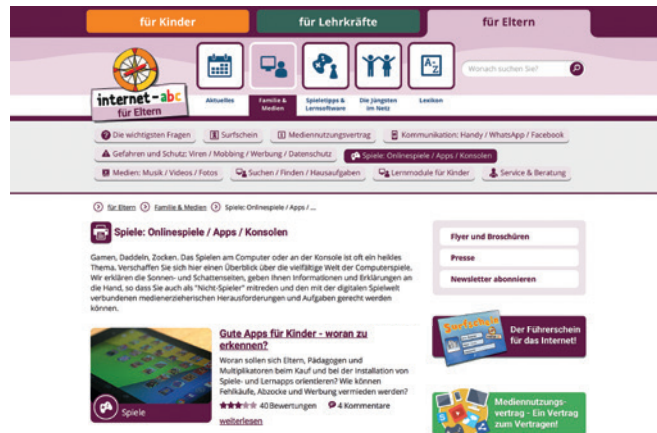 für Kinder
für Lehrkräfte
für Eltern
internet-abc
für Eltern
Aktuelles
Familie & Medien
Spieletipps & Lernsoftware
Die Jüngsten im Netz
A-Z
Lexikon
Wonach suchen Sie?
Die wichtigsten Fragen
Surfschein
Mediennutzungsvertrag
Kommunikation: Handy / WhatsApp / Facebook
Gefahren und Schutz: Viren / Mobbing / Werbung / Datenschutz
Spiele: Onlinespiele / Apps / Konsolen
Medien: Musik / Videos / Fotos
Suchen / Finden / Hausaufgaben
Lernmodule für Kinder
Service & Beratung
für Eltern
Familie & Medien
Spiele: Onlinespiele / Apps / ...
Spiele: Onlinespiele / Apps / Konsolen
Gamen, Daddeln, Zocken. Das Spielen am Computer oder an der Konsole ist oft ein heikles
Thema. Verschaffen Sie sich hier einen Überblick über die vielfältige Welt der Computerspiele.
Wir erklären die Sonnen- und Schattenseiten, geben Ihnen Informationen und Erklärungen an
die Hand, so dass Sie auch als "Nicht-Spieler" mitreden und den mit der digitalen Spielwelt
verbundenen medienerzieherischen Herausforderungen und Aufgaben gerecht werden
können.
Spiele
Gute Apps für Kinder - woran zu
erkennen?
Woran sollen sich Eltern, Pädagogen und
Multiplikatoren beim Kauf und bei der Installation von
Spiele- und Lernapps orientieren? Wie können
Fehlkäufe, Abzocke und Werbung vermieden werden?
40 Bewertungen
4 Kommentare
weiterlesen
Flyer und Broschüren
Presse
Newsletter abonnieren
Surfschein
Der Führerschein
für das Internet!
Mediennutzungs-
vertrag - Ein Vertrag
zum Vertragen!